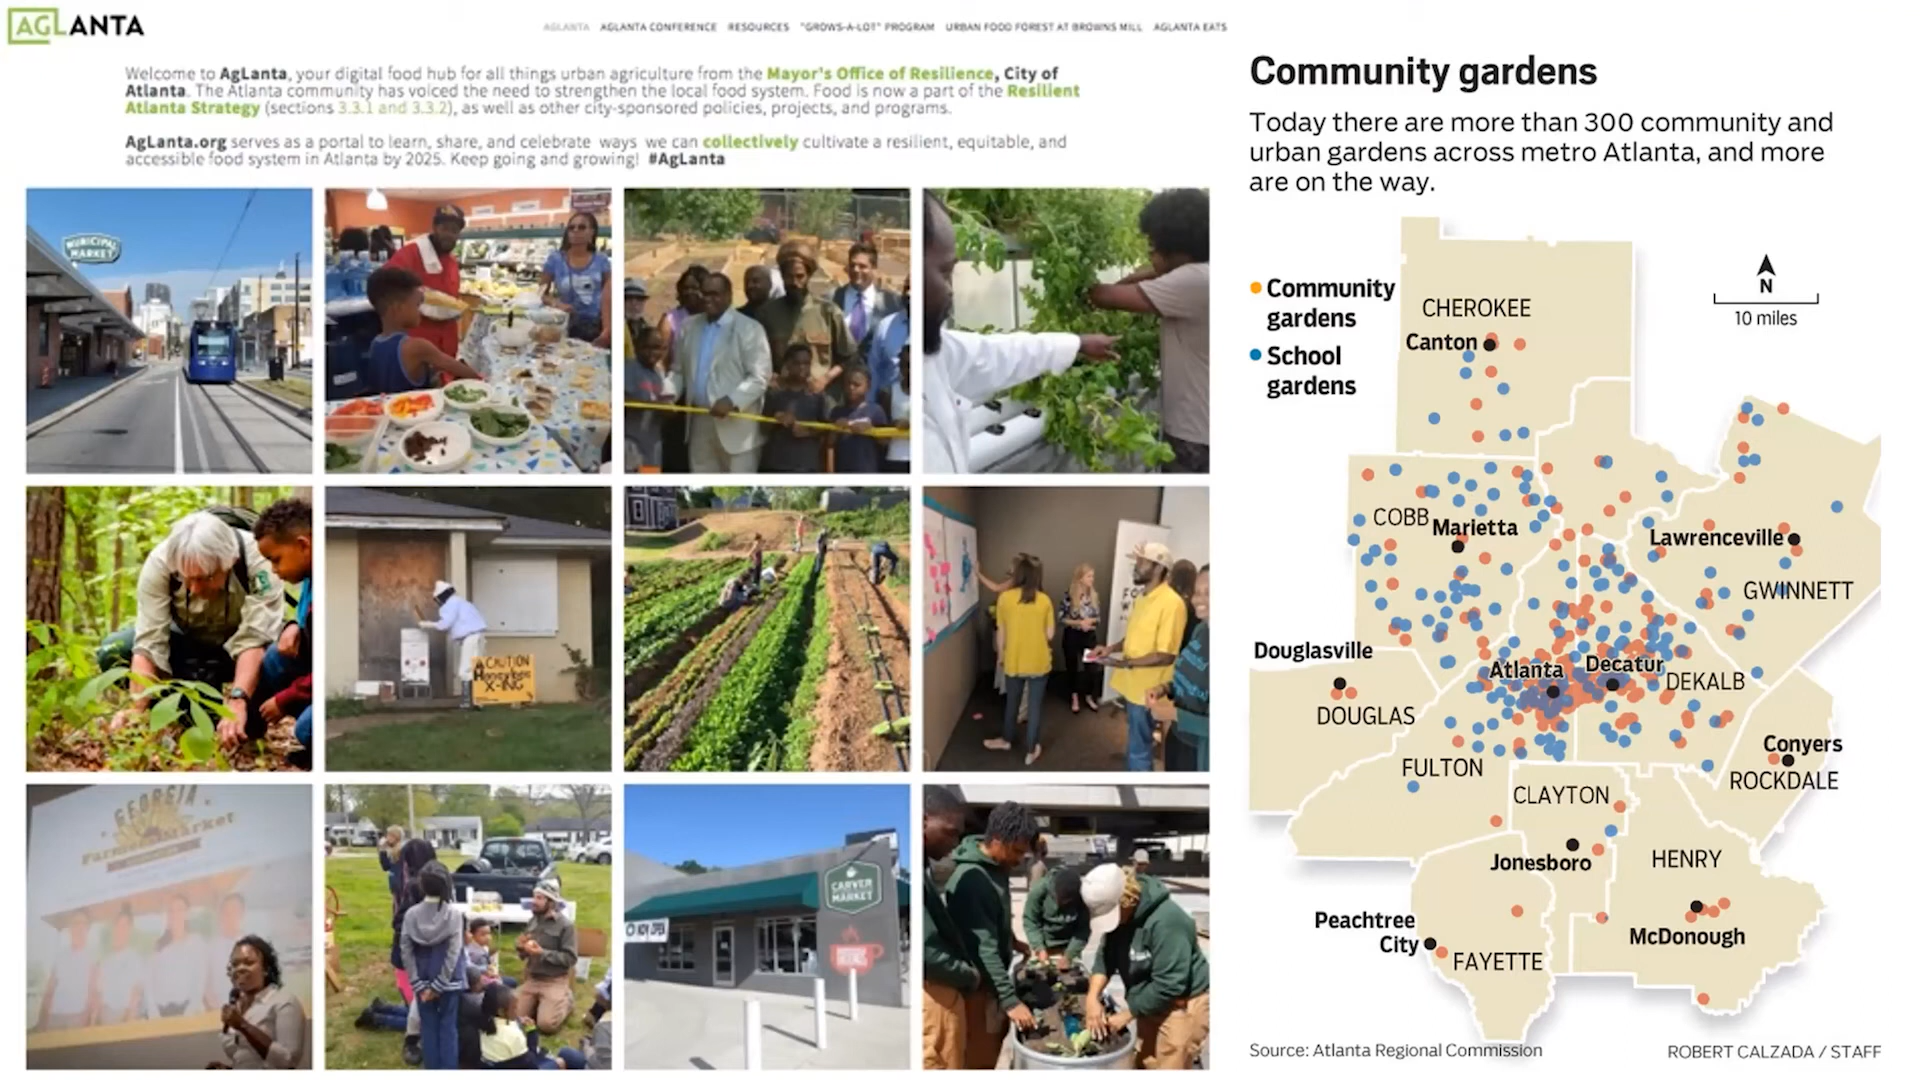 AGLANTA
AGLANTA AGLANTA CONFERENCE RESOURCES "GROWS-A-LOT" PROGRAM URBAN FOOD FOREST AT BROWNS MILL AGLANTA EATS
Welcome to AgLanta, your digital food hub for all things urban agriculture from the Mayor's Office of Resilience, City of
Atlanta. The Atlanta community has voiced the need to strengthen the local food system. Food is now a part of the Resilient
Atlanta Strategy (sections 3.3.1 and 3.3.2), as well as other city-sponsored policies, projects, and programs.
AgLanta.org serves as a portal to learn, share, and celebrate ways we can collectively cultivate a resilient, equitable, and
accessible food system in Atlanta by 2025. Keep going and growing! #AgLanta
MUNICIPAL
MARKET
CAUTION
X-ING
GEORGIA
Farmers Market
CARVER
MARKET
NOW OPEN
Community gardens
Today there are more than 300 community and
urban gardens across metro Atlanta, and more
are on the way.
Community
gardens
School
gardens
N
10 miles
CHEROKEE
Canton
COBB
Marietta
Lawrenceville
GWINNETT
Douglasville
Atlanta
Decatur
DEKALB
DOUGLAS
Conyers
FULTON
ROCKDALE
CLAYTON
Jonesboro
HENRY
Peachtree
City
McDonough
FAYETTE
Source: Atlanta Regional Commission
ROBERT CALZADA / STAFF